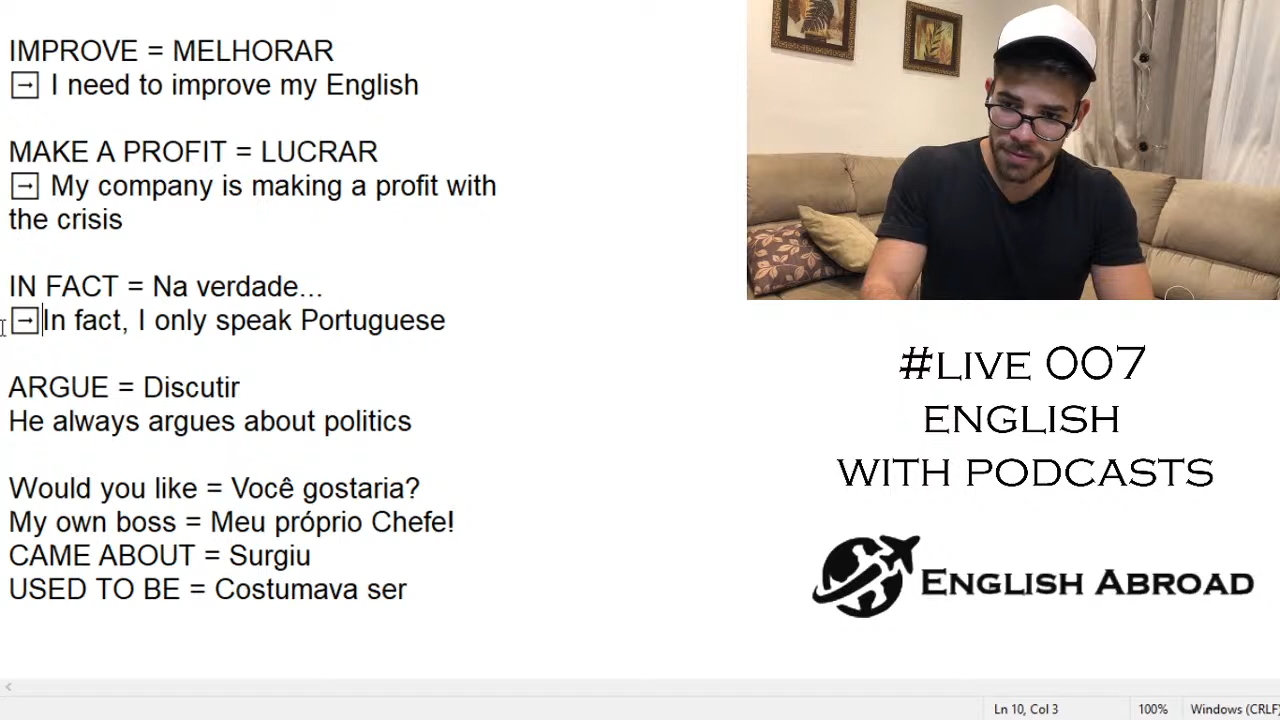 IMPROVE = MELHORAR
→ I need to improve my English
MAKE A PROFIT = LUCRAR
→ My company is making a profit with
the crisis
IN FACT = Na verdade...
→In fact, I only speak Portuguese
ARGUE = Discutir
He always argues about politics
Would you like = Você gostaria?
My own boss = Meu próprio Chefe!
CAME ABOUT = Surgiu
USED TO BE = Costumava ser
#LIVE 007
ENGLISH
WITH PODCASTS
ENGLISH ABROAD
Ln 10, Col 3
100%
Windows (CRLF